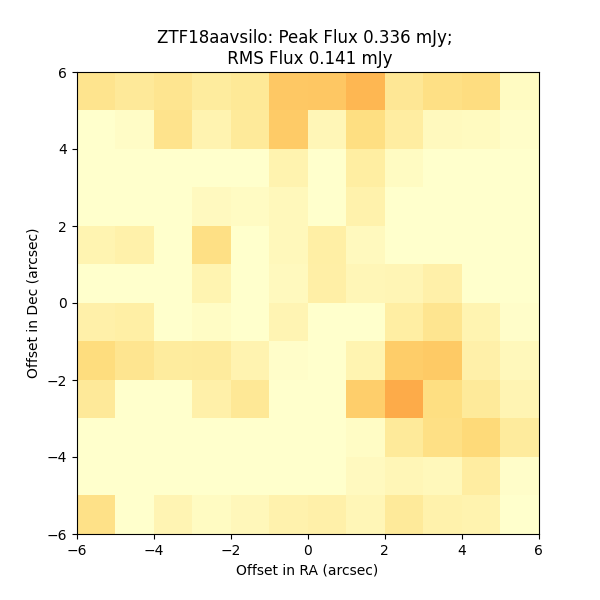 ZTF18aavsilo: Peak Flux 0.336 mJy;
RMS Flux 0.141 mJy
6
4
2
0
−2
−4
−6
Offset in Dec (arcsec)
−6 −4 −2 0 2 4 6
Offset in RA (arcsec)